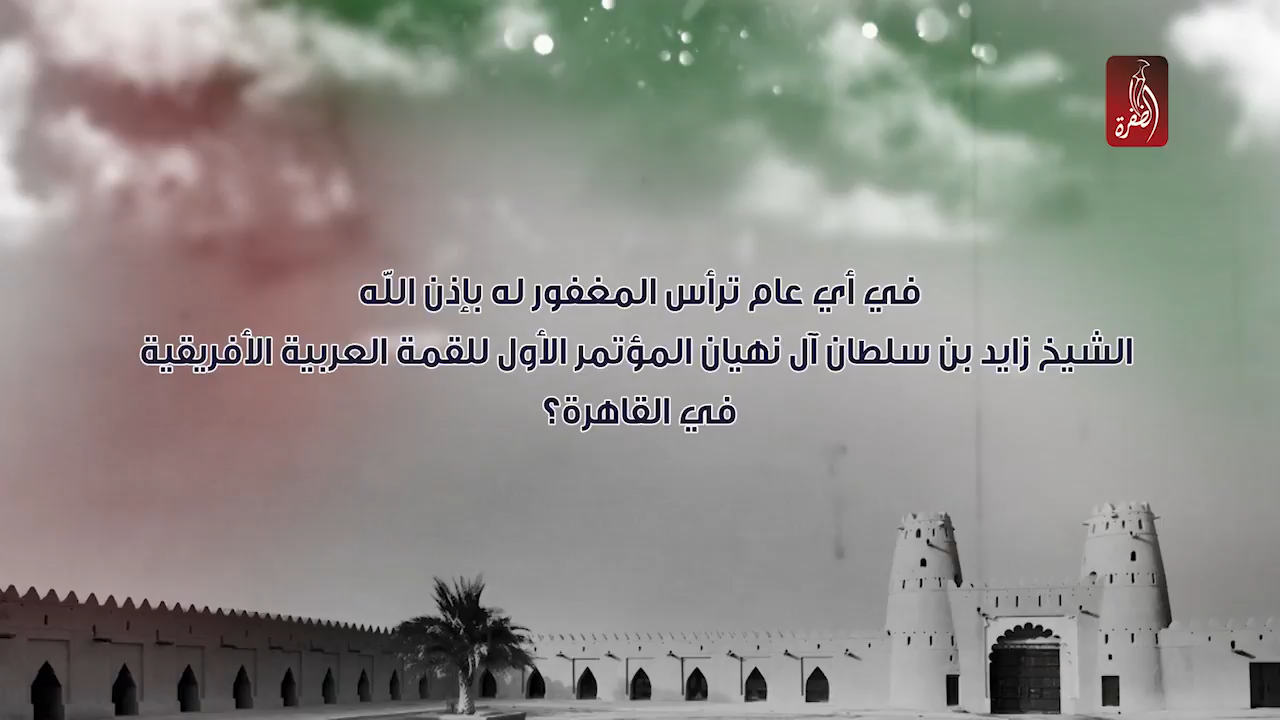 الظفرة
في أي عام ترأس المغفور له بإذن الله
الشيخ زايد بن سلطان آل نهيان المؤتمر الأول للقمة العربية الأفريقية
في القاهرة؟